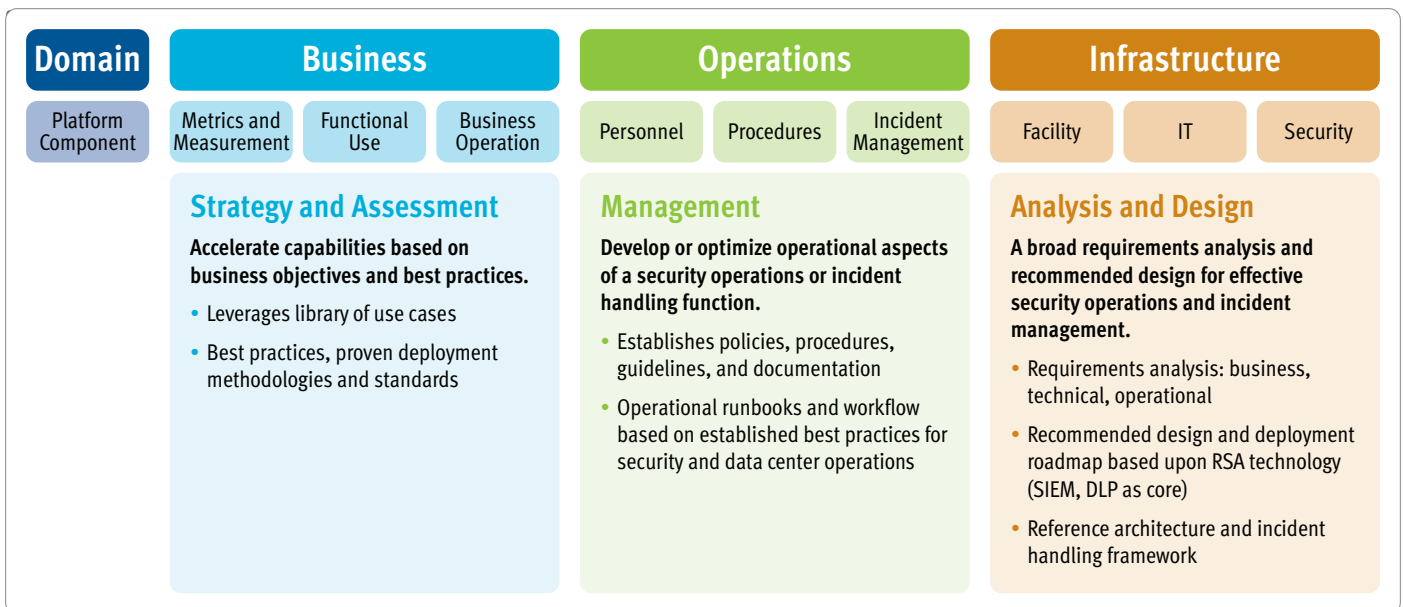 Domain
Business
Operations
Infrastructure
Platform
Component
Metrics and
Measurement
Functional
Use
Business
Operation
Personnel
Procedures
Incident
Management
Facility
IT
Security
Strategy and Assessment
Accelerate capabilities based on
business objectives and best practices.
• Leverages library of use cases
• Best practices, proven deployment
methodologies and standards
Management
Develop or optimize operational aspects
of a security operations or incident
handling function.
• Establishes policies, procedures,
guidelines, and documentation
• Operational runbooks and workflow
based on established best practices for
security and data center operations
Analysis and Design
A broad requirements analysis and
recommended design for effective
security operations and incident
management.
• Requirements analysis: business,
technical, operational
• Recommended design and deployment
roadmap based upon RSA technology
(SIEM, DLP as core)
• Reference architecture and incident
handling framework